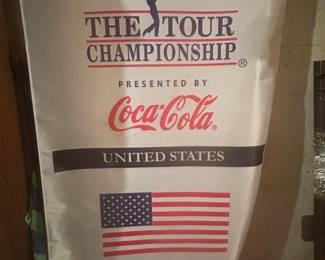 THE TOUR
CHAMPIONSHIP®
PRESENTED BY
Coca-Cola®
UNITED STATES